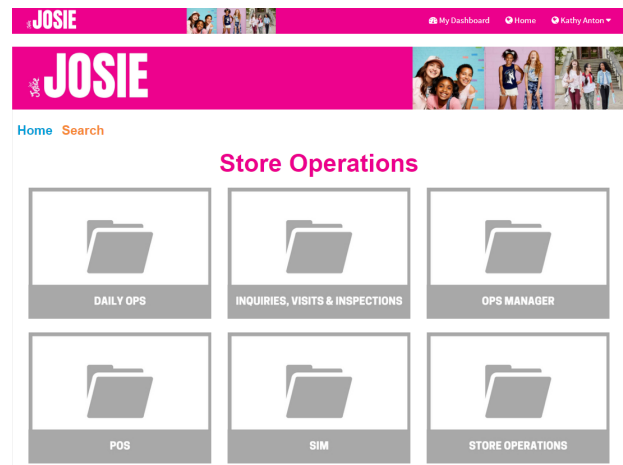 JOSIE
My Dashboard Home Kathy Anton
Justice JOSIE
Home Search
Store Operations
DAILY OPS
INQUIRIES, VISITS & INSPECTIONS
OPS MANAGER
POS
SIM
STORE OPERATIONS